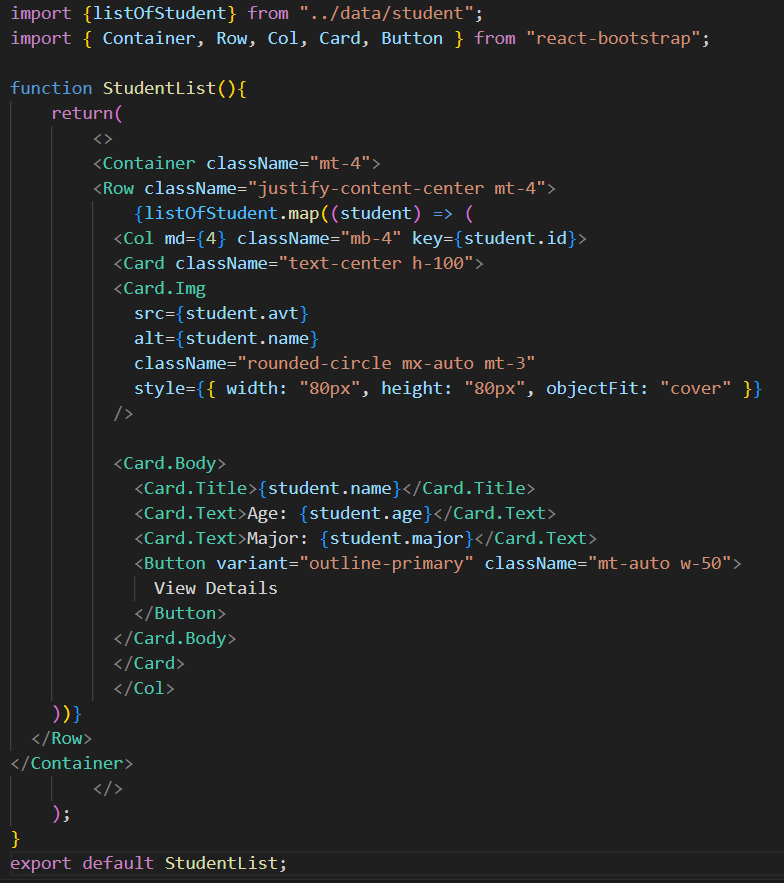 import {listOfStudent} from "../data/student";
import { Container, Row, Col, Card, Button } from "react-bootstrap";
function StudentList(){
return(
<>
<Container className="mt-4">
<Row className="justify-content-center mt-4">
{listOfStudent.map((student) => (
<Col md={4} className="mb-4" key={student.id}>
<Card className="text-center h-100">
<Card.Img
src={student.avt}
alt={student.name}
className="rounded-circle mx-auto mt-3"
style={{ width: "80px", height: "80px", objectFit: "cover" }}
/>
<Card.Body>
<Card.Title>{student.name}</Card.Title>
<Card.Text>Age: {student.age}</Card.Text>
<Card.Text>Major: {student.major}</Card.Text>
<Button variant="outline-primary" className="mt-auto w-50">
View Details
</Button>
</Card.Body>
</Card>
</Col>
))}
</Row>
</Container>
</>
);
}
export default StudentList;